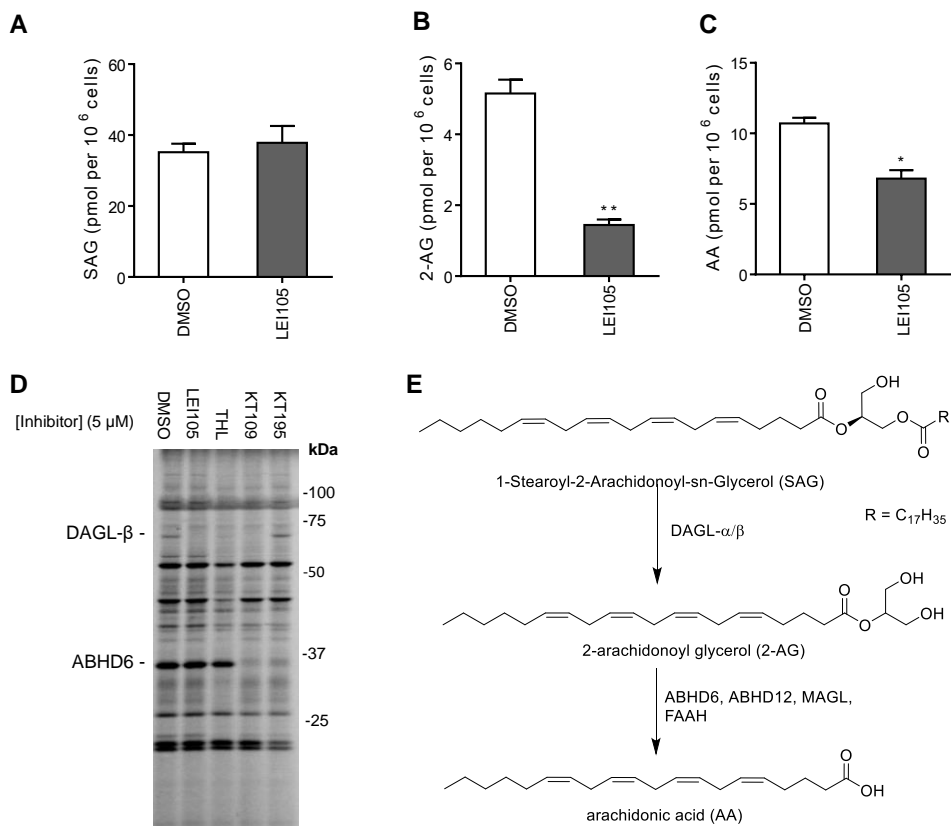 A
SAG (pmol per 10 6 cells)
60
40
20
0
DMSO
LEI105
B
2-AG (pmol per 10 6 cells)
6
4
2
0
**
DMSO
LEI105
C
AA (pmol per 10 6 cells)
15
10
5
0
*
DMSO
LEI105
D
[Inhibitor] (5 µM)
DMSO
LEI105
THL
KT109
KT195
kDa
-100
-75
DAGL-β -
-50
-37
ABHD6 -
-25
E
OH
O
O
O
R
O
1-Stearoyl-2-Arachidonoyl-sn-Glycerol (SAG)
R = C17H35
DAGL-α/β
O
OH
O
OH
2-arachidonoyl glycerol (2-AG)
ABHD6, ABHD12, MAGL,
FAAH
O
OH
arachidonic acid (AA)